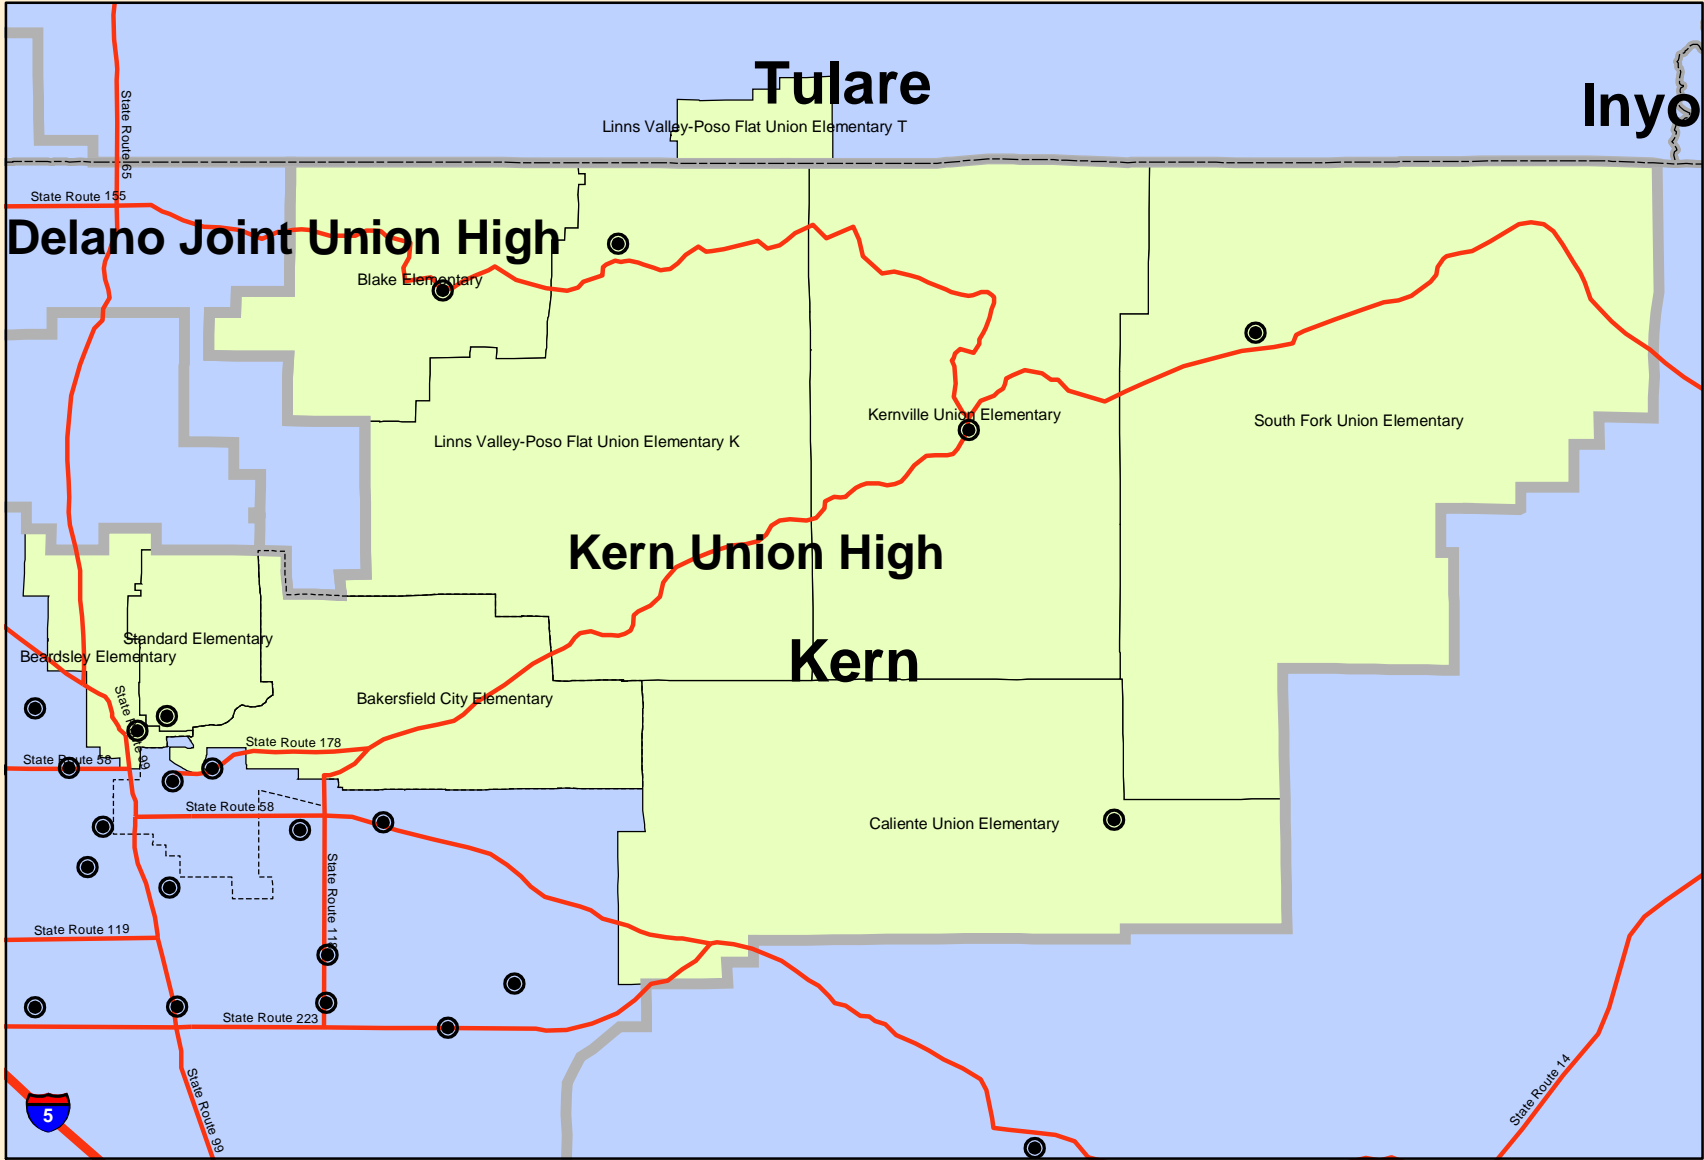 Tulare
Inyo
Linns Valley-Poso Flat Union Elementary T
State Route 65
State Route 155
Delano Joint Union High
Blake Elementary
Kernville Union Elementary
South Fork Union Elementary
Linns Valley-Poso Flat Union Elementary K
Kern Union High
Standard Elementary
Beardsley Elementary
Kern
Bakersfield City Elementary
State Route 99
State Route 178
State Route 58
State Route 58
Caliente Union Elementary
State Route 119
State Route 223
State Route 14
5
State Route 99